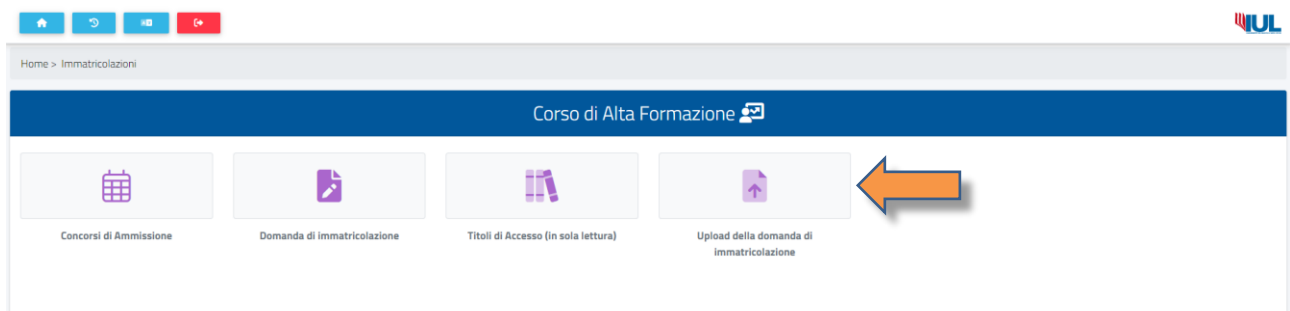 IUL
Home > Immatricolazioni
Corso di Alta Formazione
Concorsi di Ammissione
Domanda di immatricolazione
Titoli di Accesso (in sola lettura)
Upload della domanda di
immatricolazione